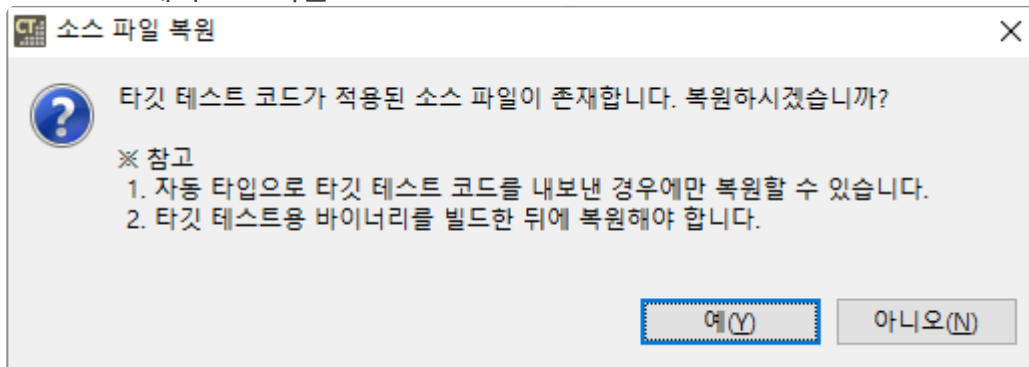 CT 소스 파일 복원
타깃 테스트 코드가 적용된 소스 파일이 존재합니다. 복원하시겠습니까?
※ 참고
1. 자동 타입으로 타깃 테스트 코드를 내보낸 경우에만 복원할 수 있습니다.
2. 타깃 테스트용 바이너리를 빌드한 뒤에 복원해야 합니다.
예(Y) 아니오(N)